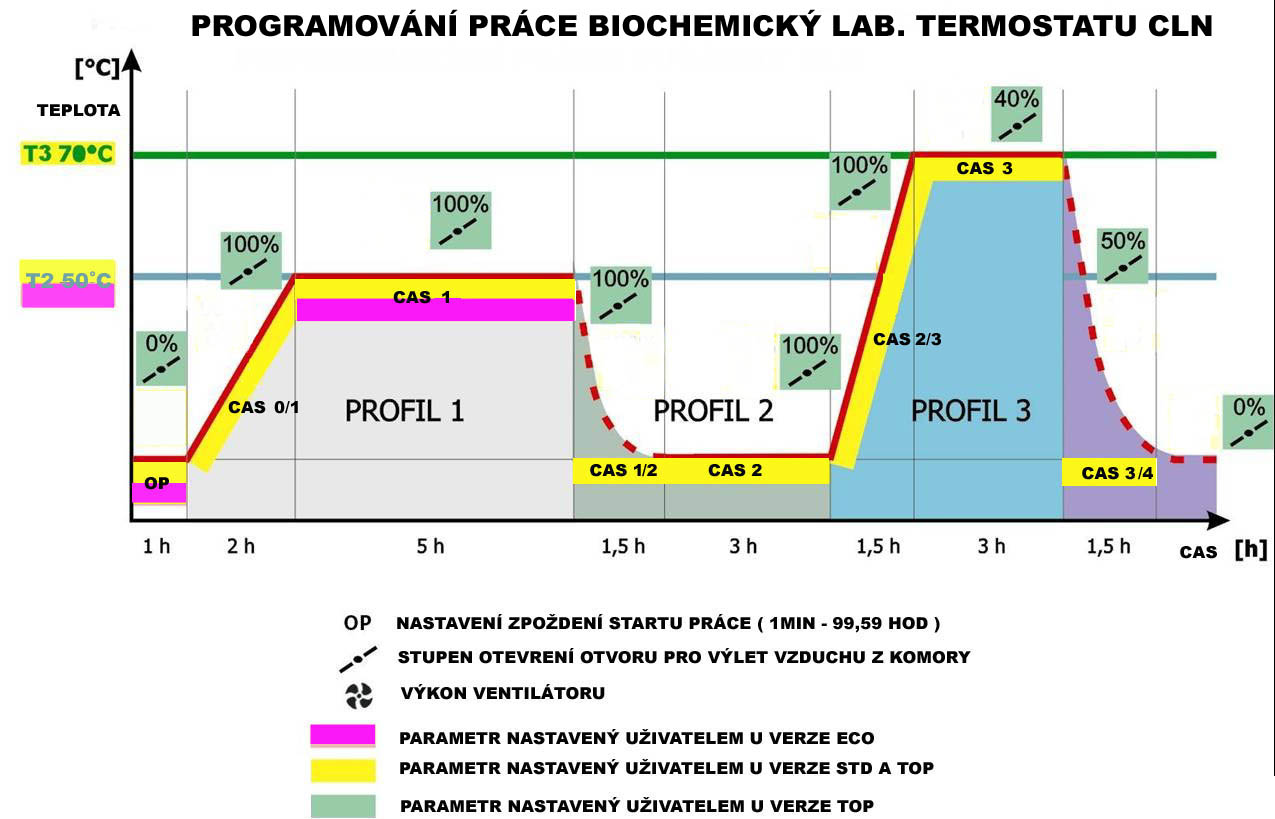 PROGRAMOVÁNÍ PRÁCE BIOCHEMICKÝ LAB. TERMOSTATU CLN
[°C]
TEPLOTA
40%
T3 70°C
100%
CAS 3
100%
100%
50%
T2 50°C
100%
CAS 1
0%
100%
CAS 2/3
CAS 0/1
PROFIL 1
PROFIL 2
PROFIL 3
0%
OP
CAS 1/2
CAS 2
CAS 3/4
1 h
2 h
5 h
1,5 h
3 h
1,5 h
3 h
1,5 h
CAS
[h]
OP NASTAVENÍ ZPOŽDENÍ STARTU PRÁCE ( 1MIN - 99,59 HOD )
STUPEN OTEVRENÍ OTVORU PRO VÝLET VZDUCHU Z KOMORY
VÝKON VENTILÁTORU
PARAMETR NASTAVENÝ UŽIVATELEM U VERZE ECO
PARAMETR NASTAVENÝ UŽIVATELEM U VERZE STD A TOP
PARAMETR NASTAVENÝ UŽIVATELEM U VERZE TOP